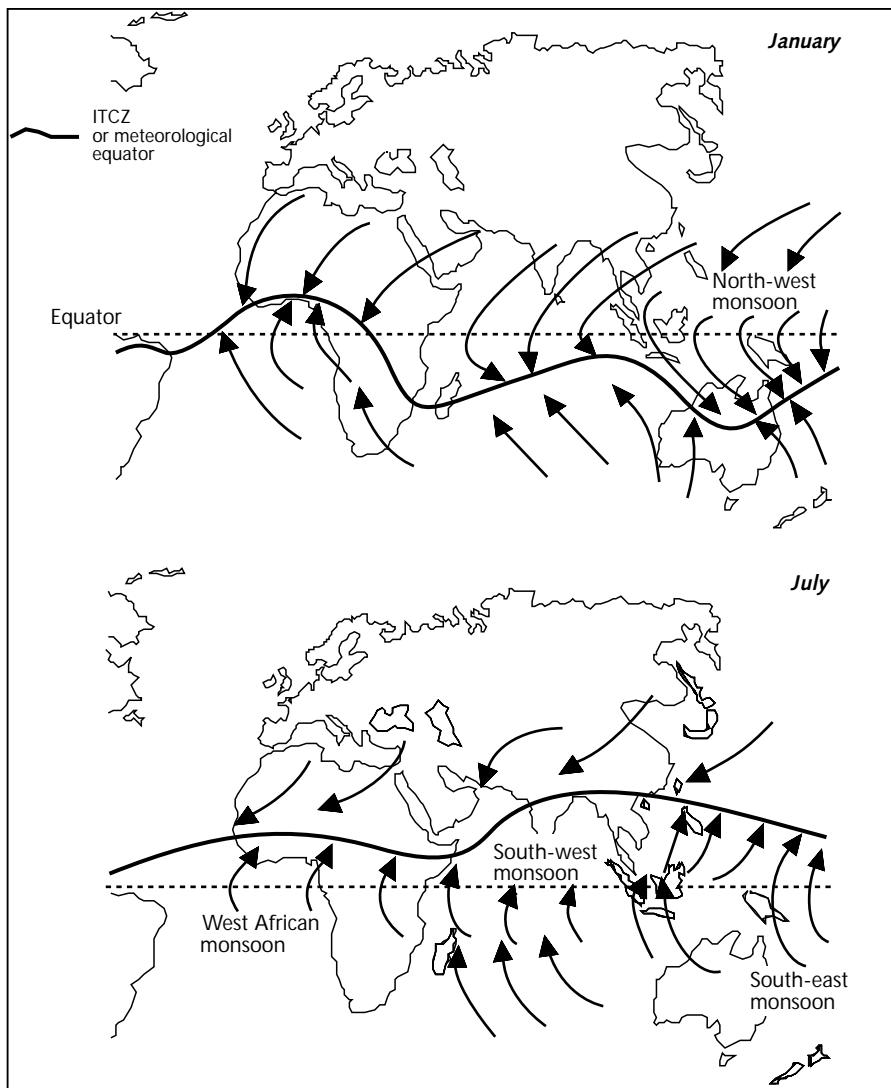 January
ITCZ
or meteorological
equator
North-west
monsoon
Equator
July
South-west
monsoon
West African
monsoon
South-east
monsoon